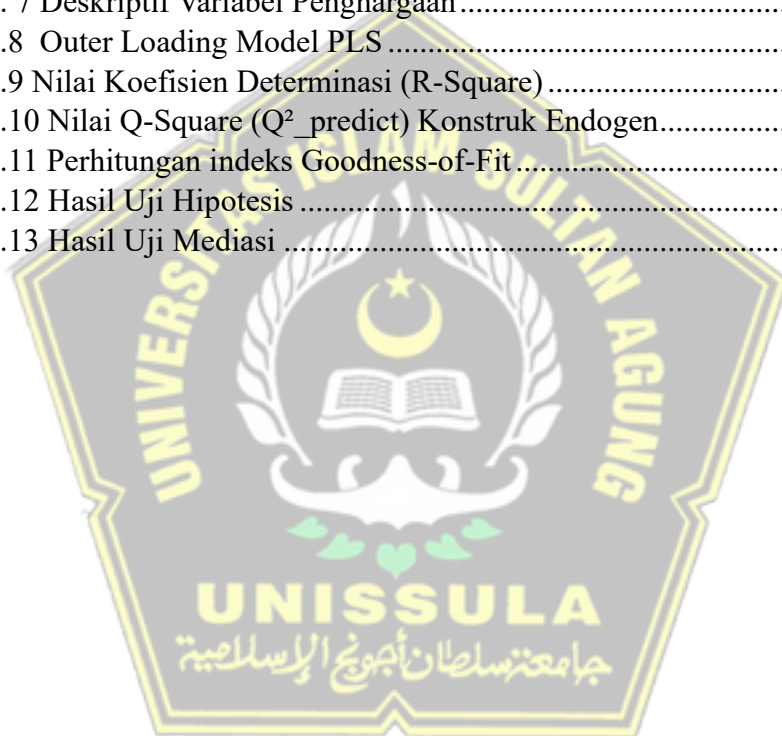 . 7 Deskriptif Variabel Penghargaan
.8 Outer Loading Model PLS
.9 Nilai Koefisien Determinasi (R-Square)
.10 Nilai Q-Square (Q²_predict) Konstruk Endogen
.11 Perhitungan indeks Goodness-of-Fit
.12 Hasil Uji Hipotesis
.13 Hasil Uji Mediasi
UNIVERSITAS ISLAM SULTAN AGUNG
UNISSULA
جامعتنسلطان أجونج الإسلامية